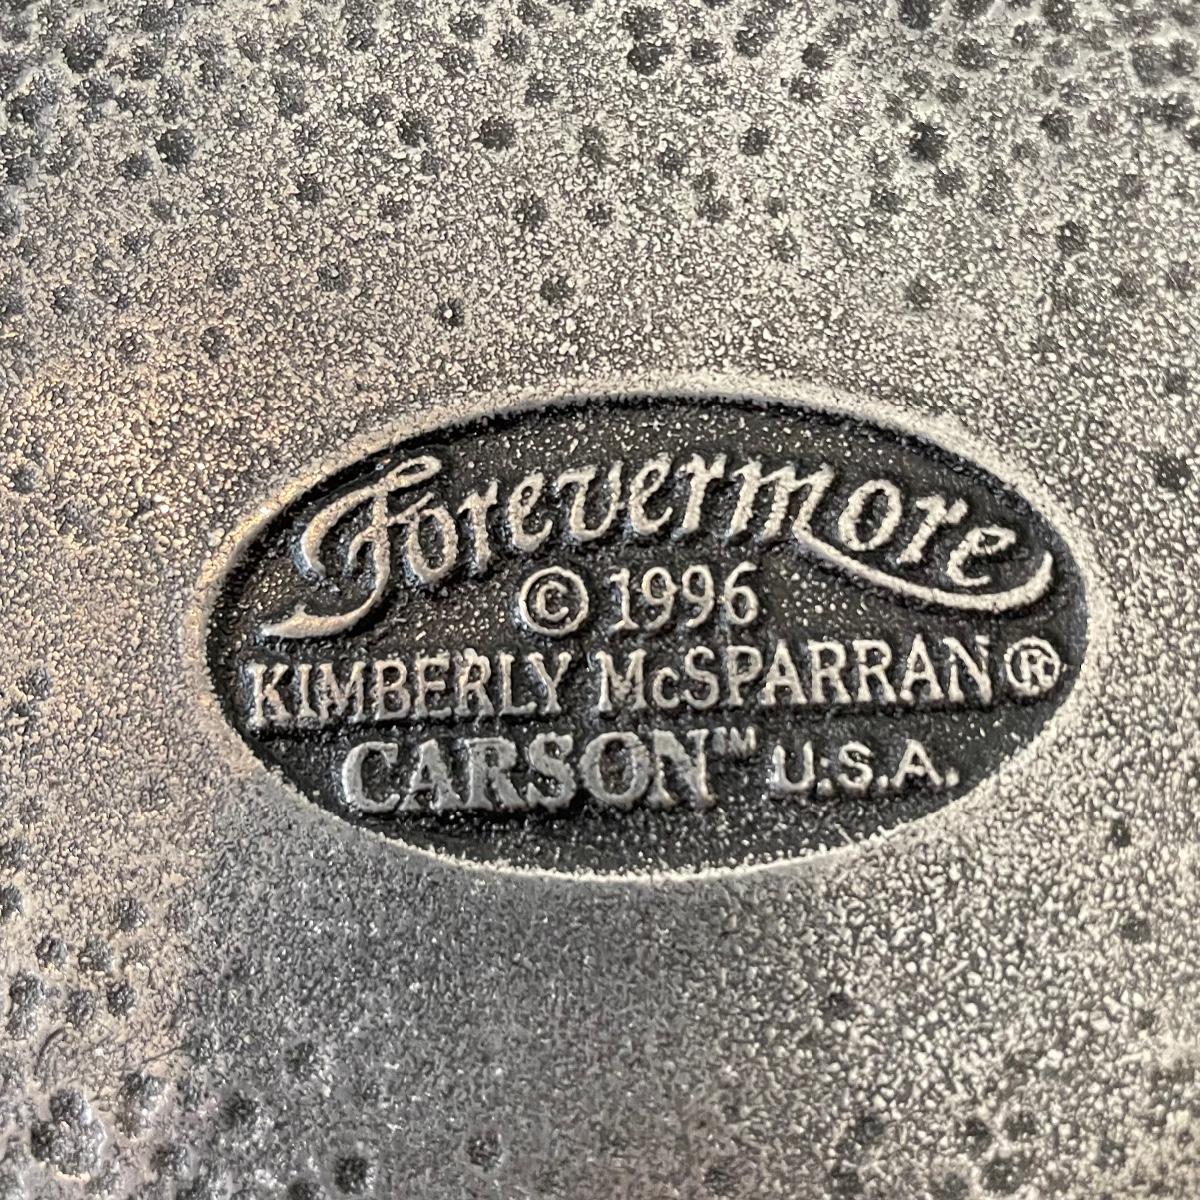 Forevermore
© 1996
KIMBERLY McSPARRAN®
CARSON™ U.S.A.